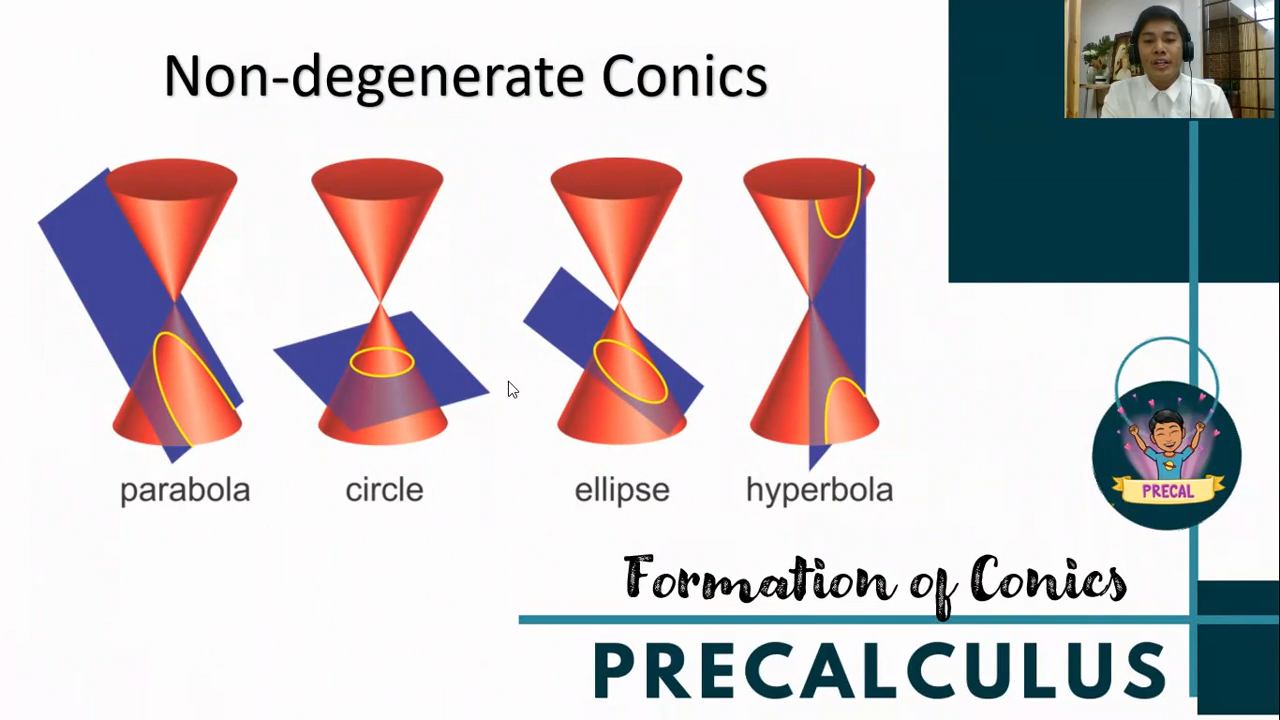 Non-degenerate Conics
parabola
circle
ellipse
hyperbola
PRECAL
Formation of Conics
PRECALCULUS